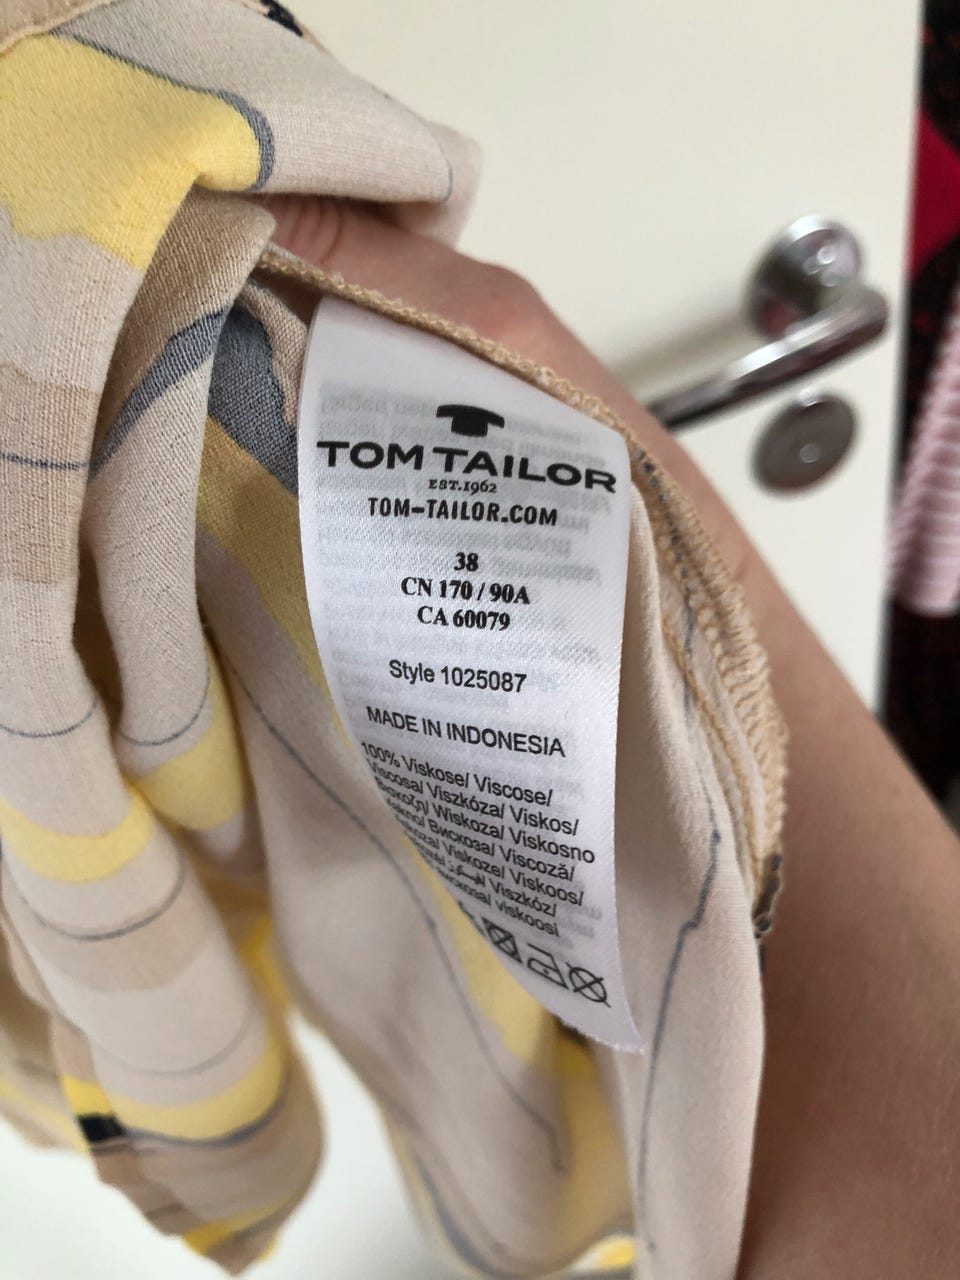 TOM TAILOR
EST.1962
TOM-TAILOR.COM
38
CN 170 / 90A
CA 60079
Style 1025087
MADE IN INDONESIA
100% Viskose/ Viscose/
Viscosa/ Viszkóza/ Viskos/
Wiskoza/ Viskozno
Вискоза/ Viscoză/
Viskoze/ Viskoos/
Viszkóz/
viskoosi